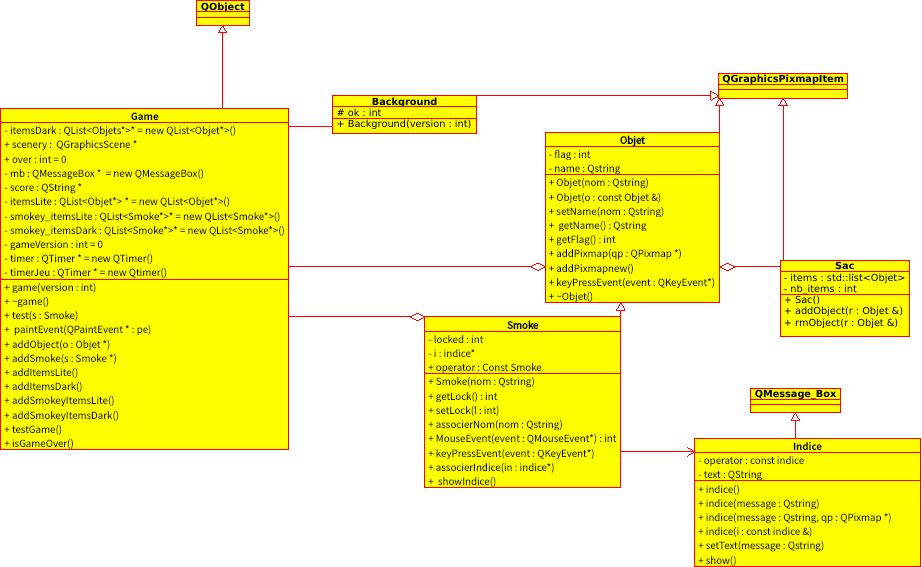 QObject
QGraphicsPixmapItem
Background
# ok : int
+ Background(version : int)
Game
- itemsDark : QList<Objets*>* = new QList<Objet*>()
+ scenery :  QGraphicsScene *
+ over : int = 0
- mb : QMessageBox *  = new QMessageBox()
- score : QString *
- itemsLite : QList<Objet*> * = new QList<Objet*>()
- smokey_itemsLite : QList<Smoke*>* = new QList<Smoke*>()
- smokey_itemsDark : QList<Smoke*>* = new QList<Smoke*>()
- gameVersion : int = 0
- timer : QTimer * = new QTimer()
- timerJeu : QTimer * = new Qtimer()
+ game(version : int)
+ ~game()
+ test(s : Smoke)
+  paintEvent(QPaintEvent * : pe)
+ addObject(o : Objet *)
+ addSmoke(s : Smoke *)
+ addItemsLite()
+ addItemsDark()
+ addSmokeyItemsLite()
+ addSmokeyItemsDark()
+ testGame()
+ isGameOver()
Objet
- flag : int
- name : Qstring
+ Objet(nom : Qstring)
+ Objet(o : const Objet &)
+ setName(nom : Qstring)
+  getName() : Qstring
+ getFlag() : int
+ addPixmap(qp : QPixmap *)
+ addPixmapnew()
+ keyPressEvent(event : QKeyEvent*)
+ ~Objet()
Sac
- items : std::list<Objet>
- nb_items : int
+ Sac()
+ addObject(r : Objet &)
+ rmObject(r : Objet &)
Smoke
- locked : int
- i : indice*
+ operator : Const Smoke
+ Smoke(nom : Qstring)
+ getLock() : int
+ setLock(l : int)
+ associerNom(nom : Qstring)
+ MouseEvent(event : QMouseEvent*) : int
+ keyPressEvent(event : QKeyEvent*)
+ associerIndice(in : indice*)
+  showIndice()
QMessage_Box
Indice
- operator : const indice
- text : QString
+ indice()
+ indice(message : Qstring)
+ indice(message : Qstring, qp : QPixmap *)
+ indice(i : const indice &)
+ setText(message : Qstring)
+ show()